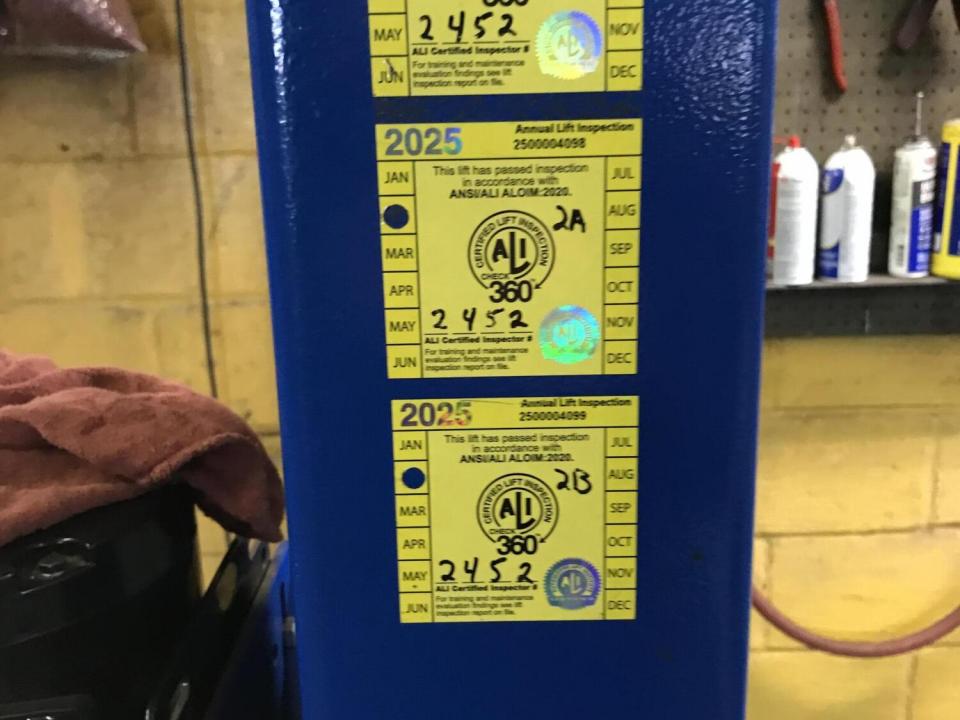 MAY
2452
NOV
ALI Certified Inspector #
JUN
For training and maintenance
evaluation findings see lift
inspection report on file.
DEC
2025
Annual Lift Inspection
2500004098
JAN
This lift has passed inspection
in accordance with
ANSI/ALI ALOIM:2020.
JUL
2A
AUG
CERTIFIED LIFT INSPECTION
ALI
CHECK
360
MAR
SEP
APR
OCT
MAY
2452
NOV
ALI Certified Inspector #
ALI
JUN
For training and maintenance
evaluation findings see lift
inspection report on file.
DEC
2025
Annual Lift Inspection
2500004099
JAN
This lift has passed inspection
in accordance with
ANSI/ALI ALOIM:2020.
JUL
2B
AUG
CERTIFIED LIFT INSPECTION
ALI
CHECK
360
MAR
SEP
APR
OCT
MAY
2452
NOV
ALI Certified Inspector #
ALI
JUN
For training and maintenance
evaluation findings see lift
inspection report on file.
DEC